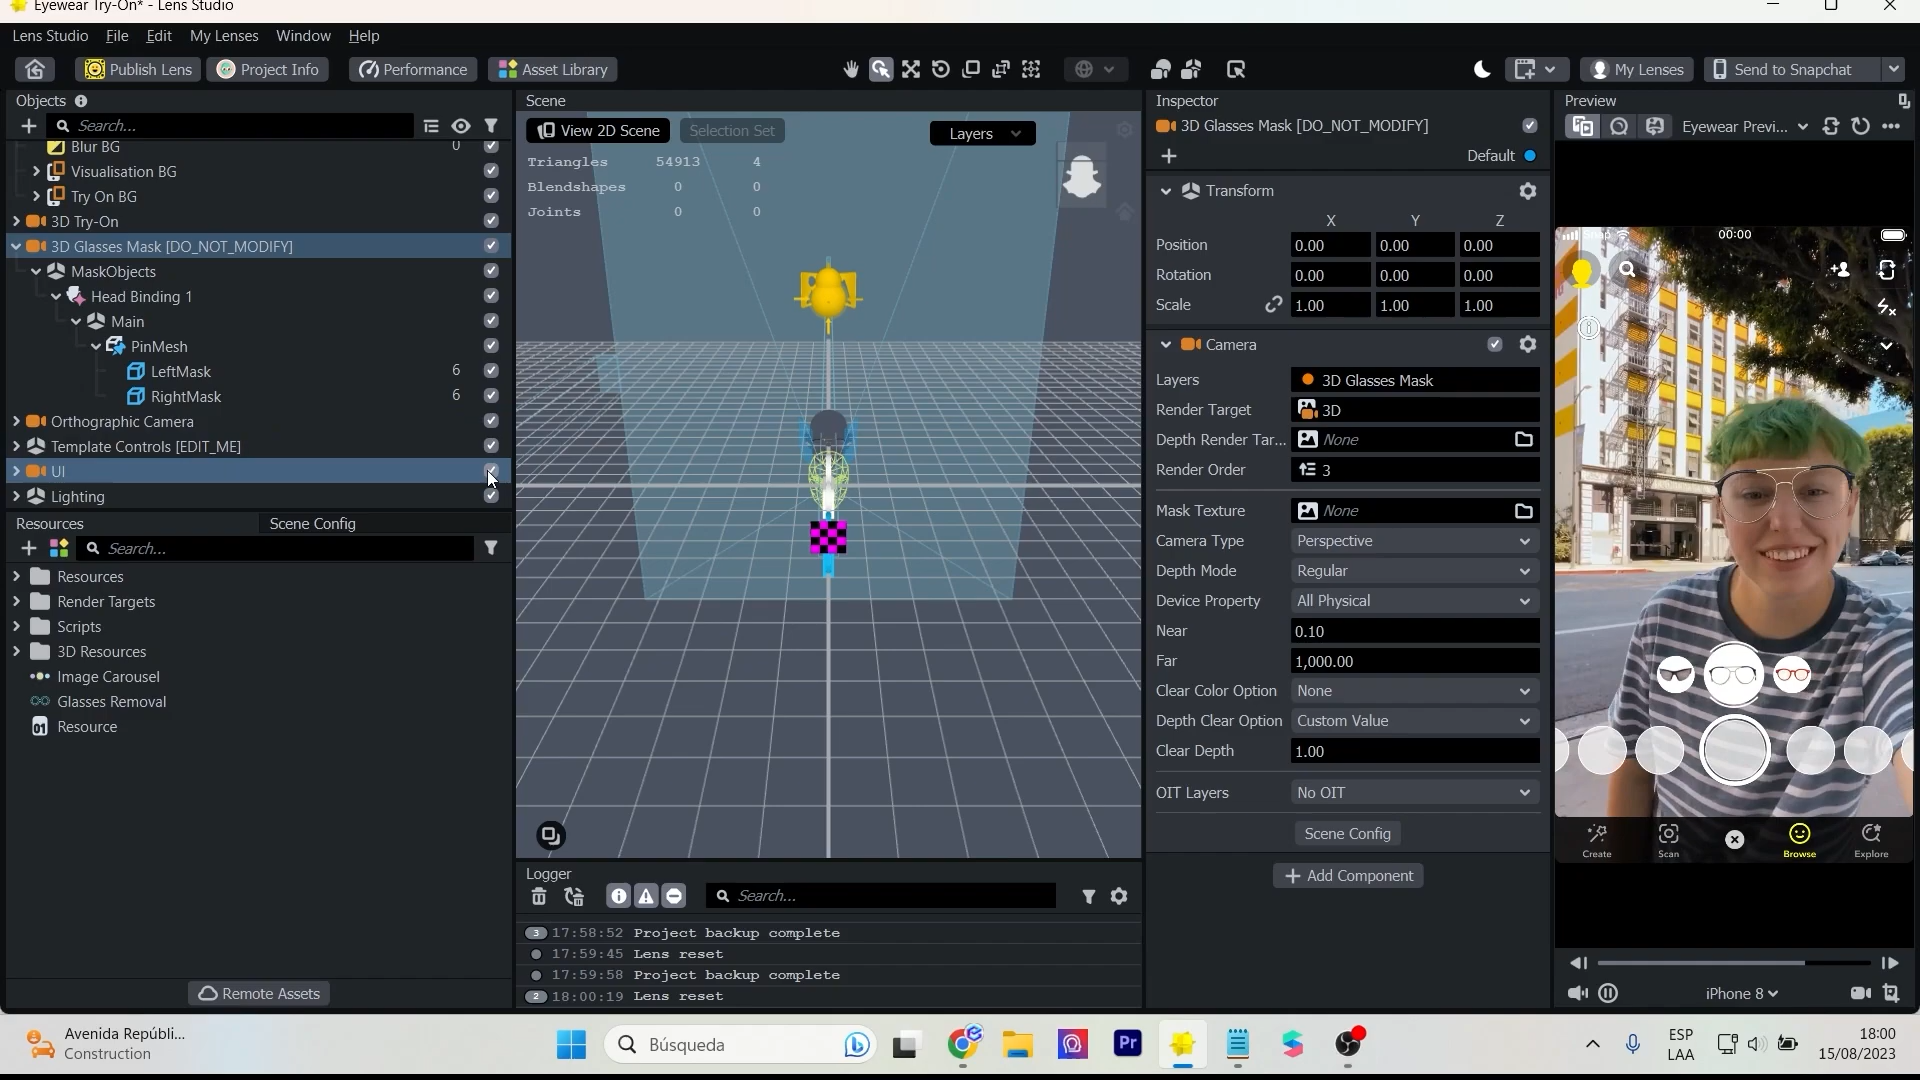 Eyewear Try-On* - Lens Studio
Lens Studio File Edit My Lenses Window Help
Publish Lens Project Info Performance Asset Library My Lenses Send to Snapchat
Objects
Search...
Blur BG 0
Visualisation BG
Try On BG
3D Try-On
3D Glasses Mask [DO_NOT_MODIFY]
MaskObjects
Head Binding 1
Main
PinMesh
LeftMask 6
RightMask 6
Orthographic Camera
Template Controls [EDIT_ME]
UI
Lighting
Resources Scene Config
Search...
Resources
Render Targets
Scripts
3D Resources
Image Carousel
Glasses Removal
01 Resource
Remote Assets
Scene
View 2D Scene Selection Set Layers
Triangles 54913 4
Blendshapes 0 0
Joints 0 0
Logger
Search...
3 17:58:52 Project backup complete
17:59:45 Lens reset
17:59:58 Project backup complete
2 18:00:19 Lens reset
Inspector
3D Glasses Mask [DO_NOT_MODIFY]
Default
Transform
X Y Z
Position 0.00 0.00 0.00
Rotation 0.00 0.00 0.00
Scale 1.00 1.00 1.00
Camera
Layers 3D Glasses Mask
Render Target 3D
Depth Render Tar... None
Render Order 3
Mask Texture None
Camera Type Perspective
Depth Mode Regular
Device Property All Physical
Near 0.10
Far 1,000.00
Clear Color Option None
Depth Clear Option Custom Value
Clear Depth 1.00
OIT Layers No OIT
Scene Config
Add Component
Preview
Eyewear Previ...
Snap 00:00
Create Scan Browse Explore
iPhone 8
Avenida Repúbli...
Construction
Búsqueda
Pr
ESP
LAA
18:00
15/08/2023